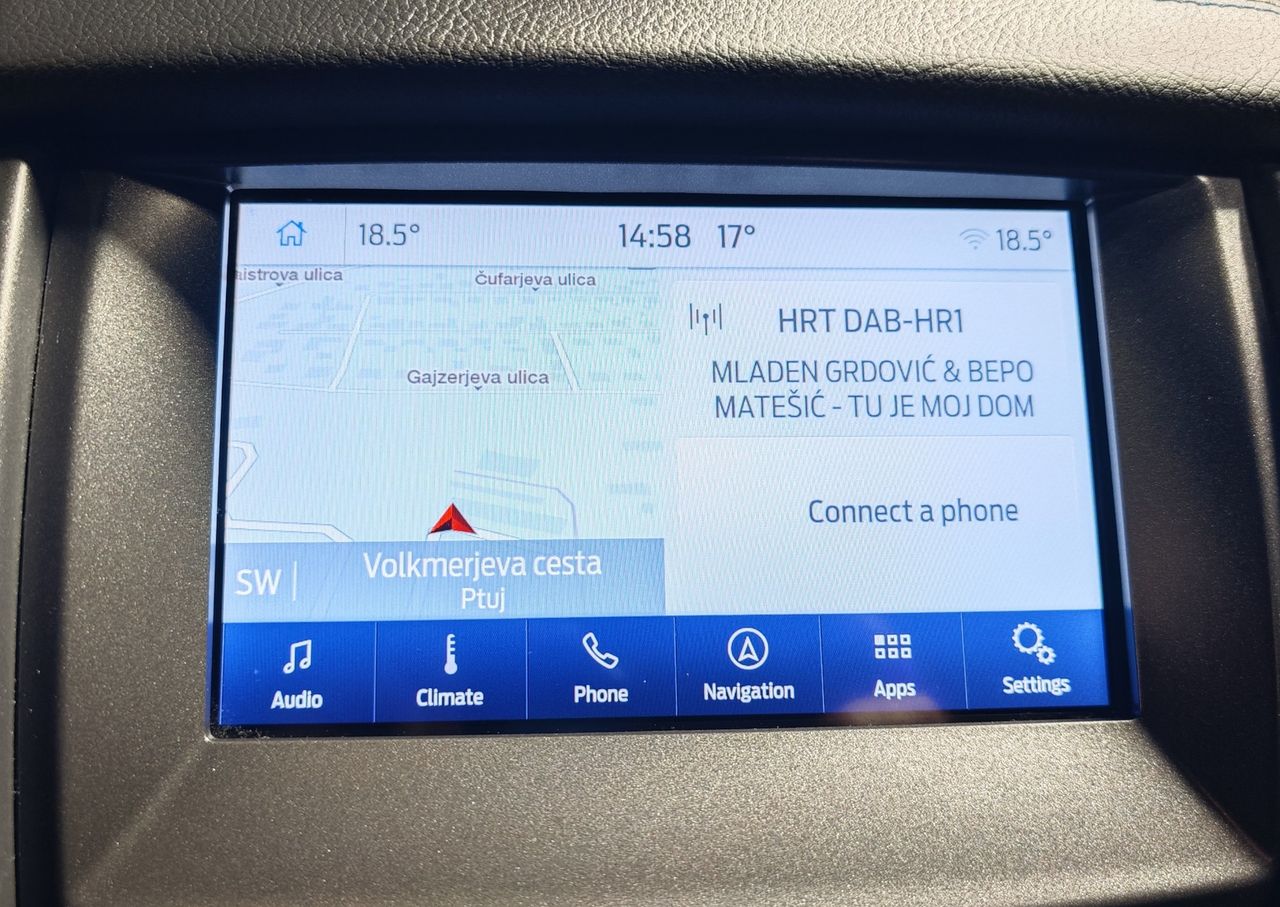 18.5°
14:58 17°
18.5°
aistrova ulica
Čufarjeva ulica
Gajzerjeva ulica
SW
Volkmerjeva cesta
Ptuj
HRT DAB-HR1
MLADEN GRDOVIĆ & BEPO
MATEŠIĆ - TU JE MOJ DOM
Connect a phone
Audio
Climate
Phone
Navigation
Apps
Settings